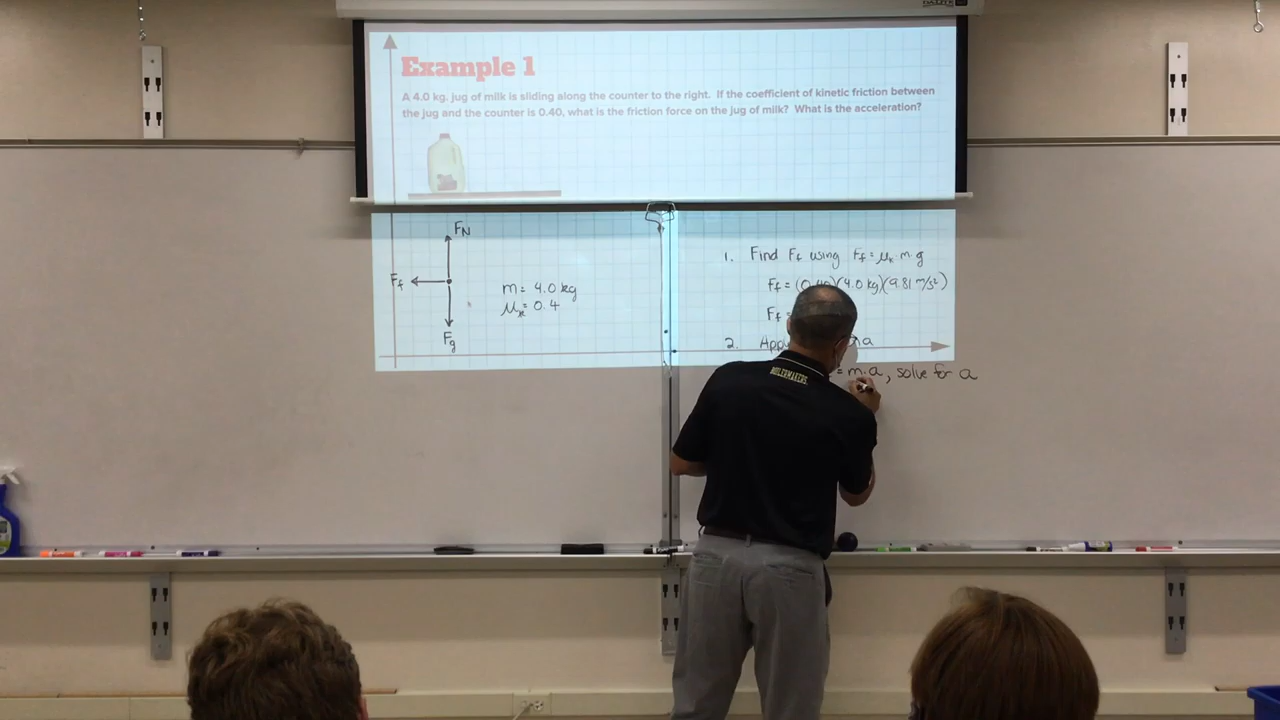 Example 1
A 4.0 kg. jug of milk is sliding along the counter to the right. If the coefficient of kinetic friction between
the jug and the counter is 0.40, what is the friction force on the jug of milk? What is the acceleration?
FN
Ff
Fg
m = 4.0 kg
μk = 0.4
1. Find Ff using Ff = μk·m·g
Ff = (0.40)(4.0 kg)(9.81 m/s²)
Ff =
2. a
= m·a, solve for a
BOILERMAKERS